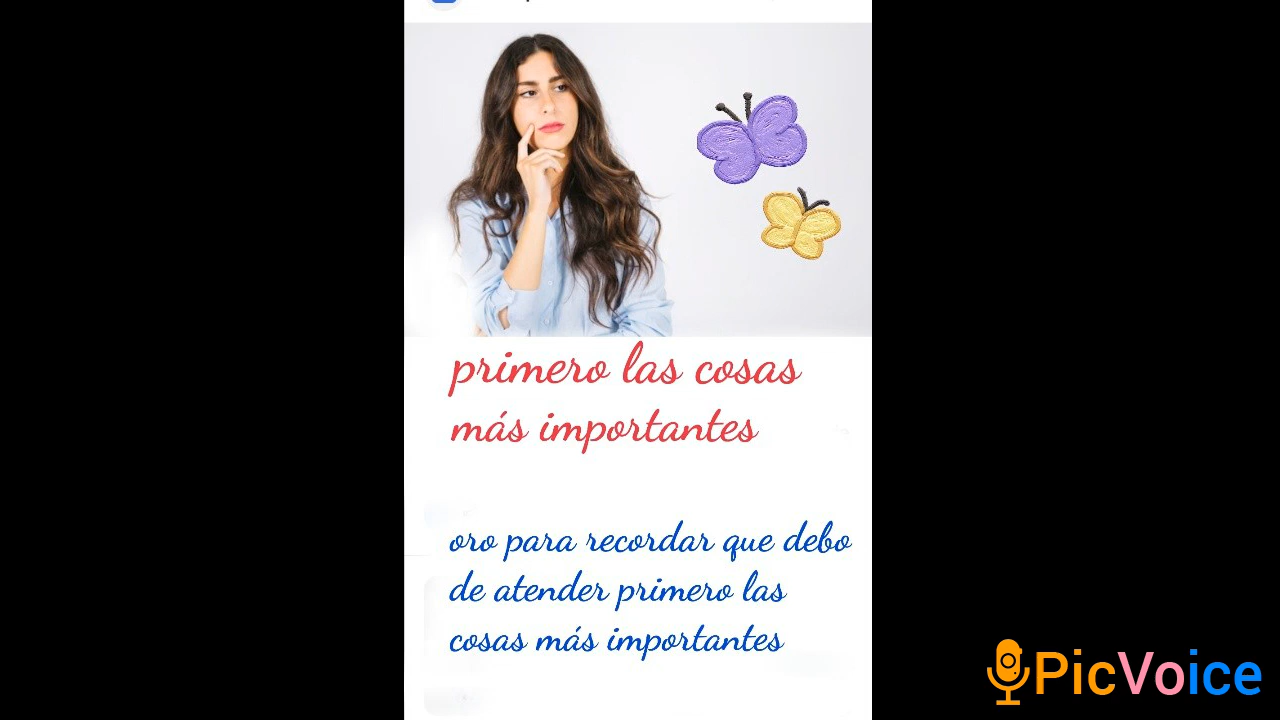 primero las cosas
más importantes
oro para recordar que debo
de atender primero las
cosas más importantes
PicVoice